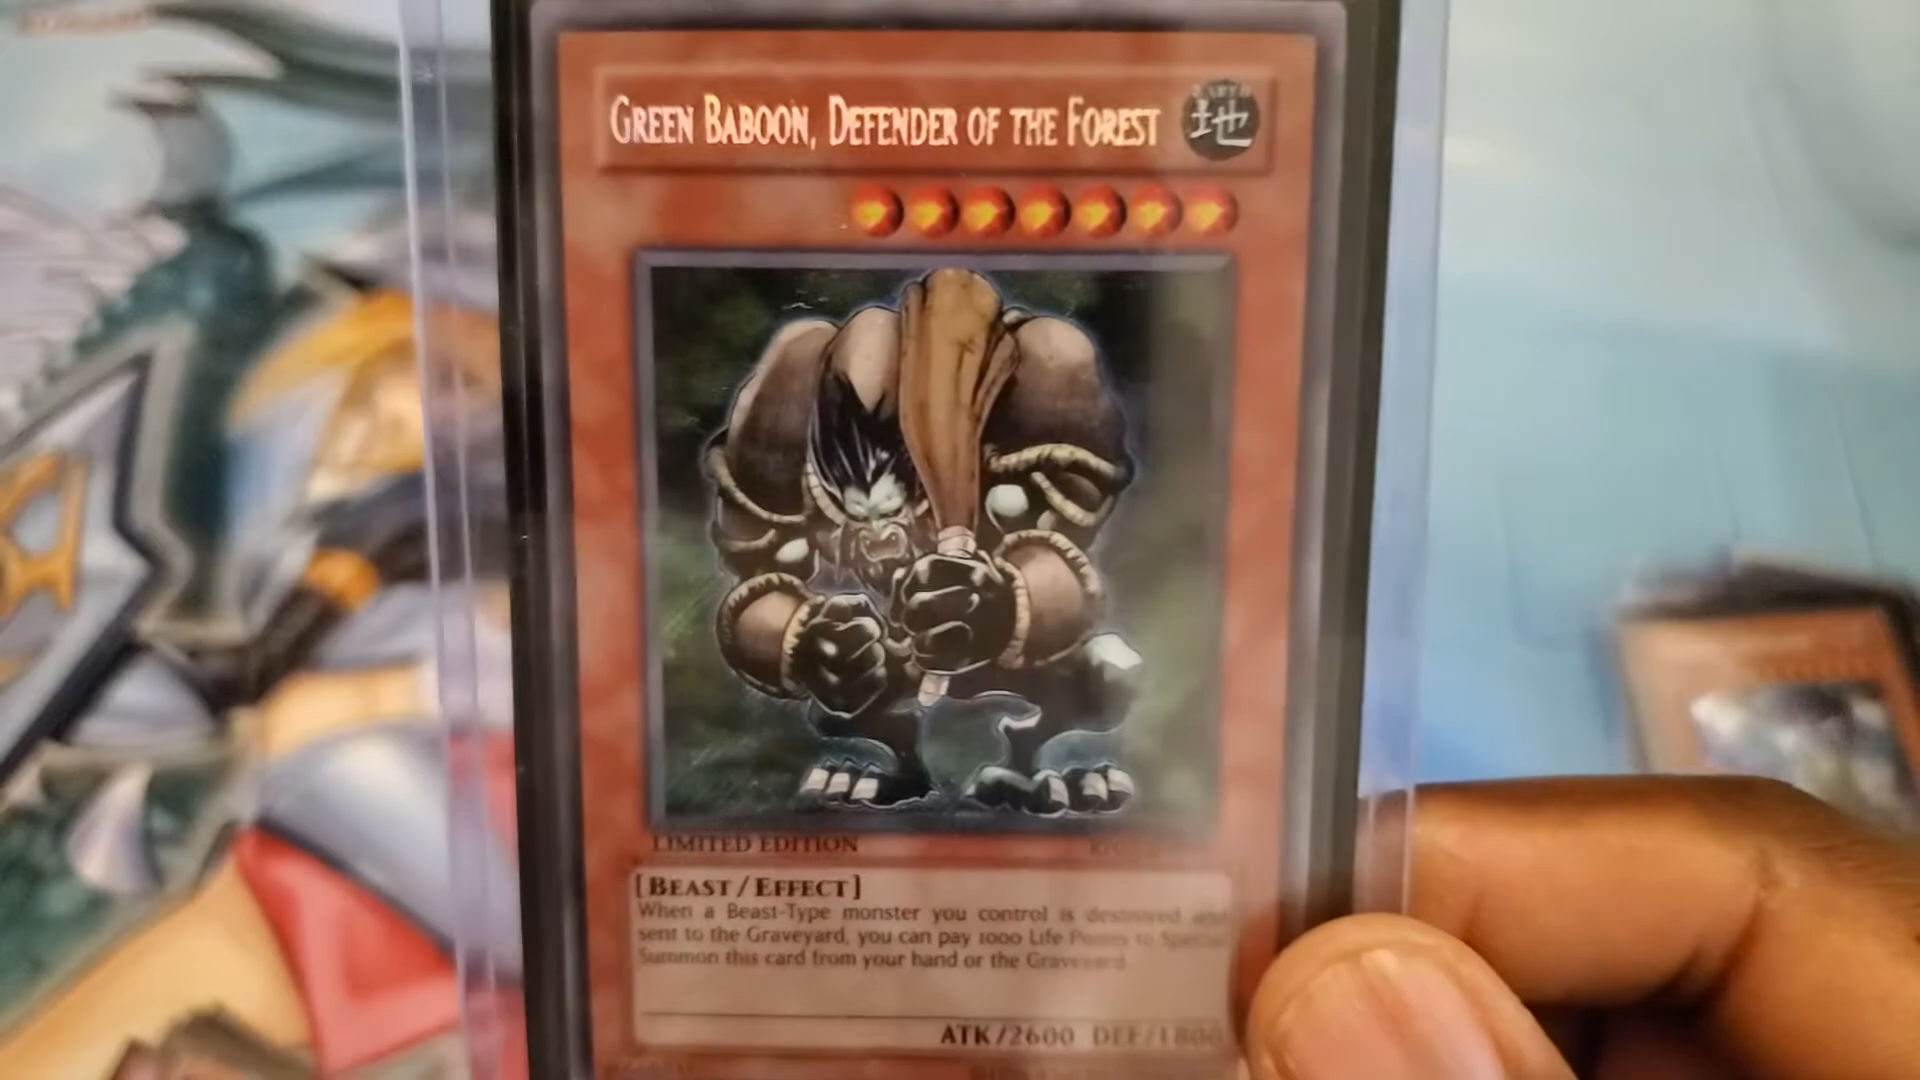 GREEN BABOON, DEFENDER OF THE FOREST
EARTH
地
LIMITED EDITION
[BEAST/EFFECT]
When a Beast-Type monster you control is destroyed and
sent to the Graveyard, you can pay 1000 Life Points to Special
Summon this card from your hand or the Graveyard.
ATK/2600 DEF/1800